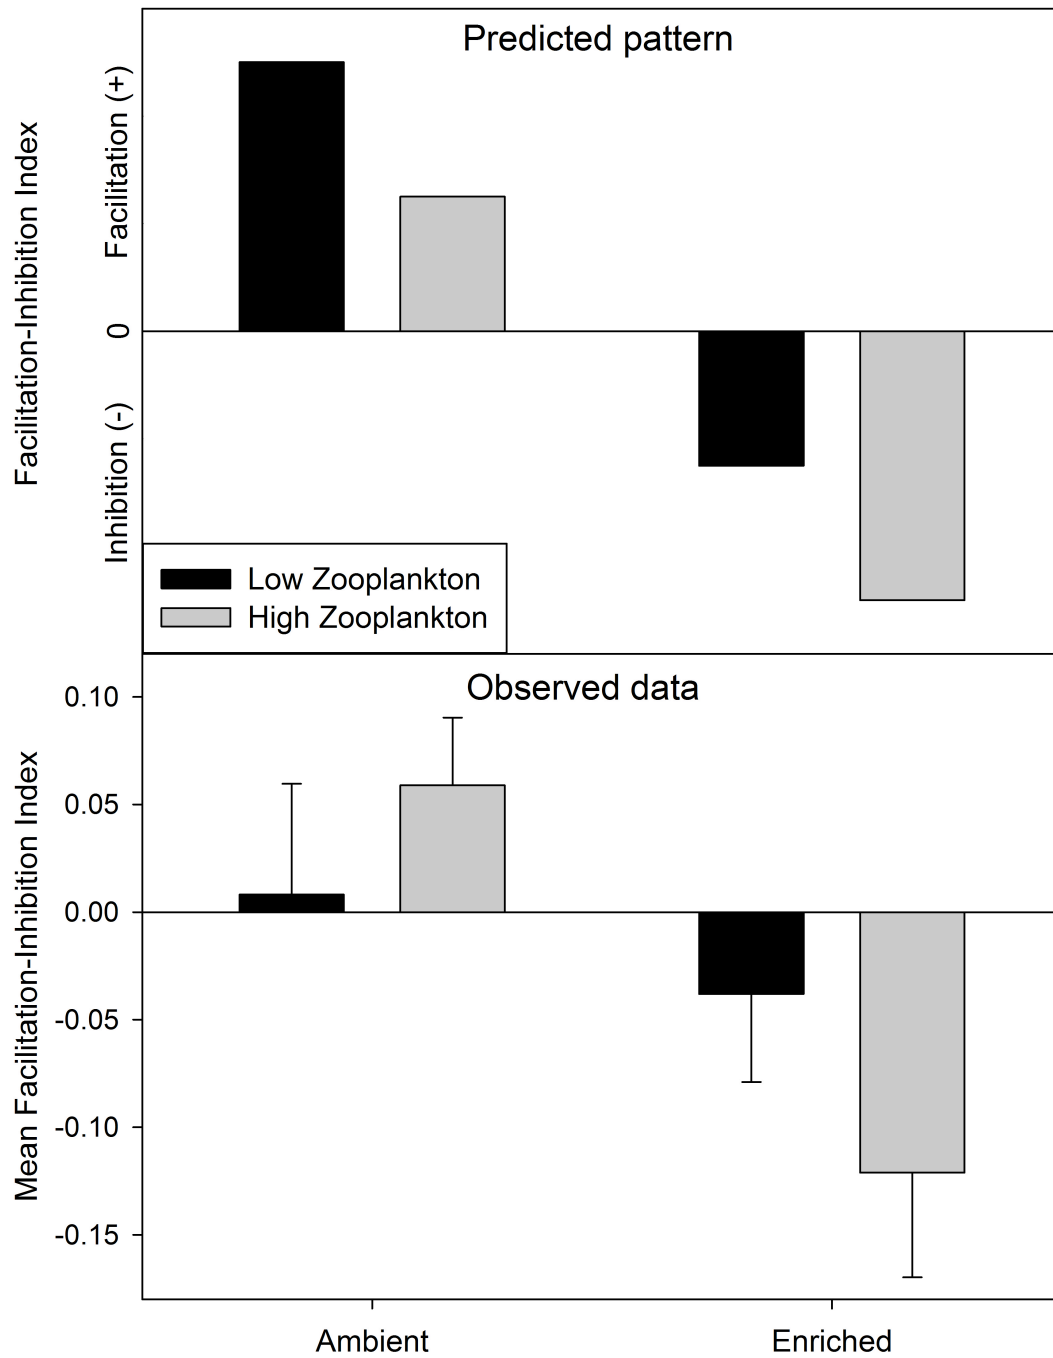 Predicted pattern
Facilitation-Inhibition Index
Facilitation (+)
0
Inhibition (-)
Low Zooplankton
High Zooplankton
Observed data
Mean Facilitation-Inhibition Index
0.10
0.05
0.00
-0.05
-0.10
-0.15
Ambient
Enriched